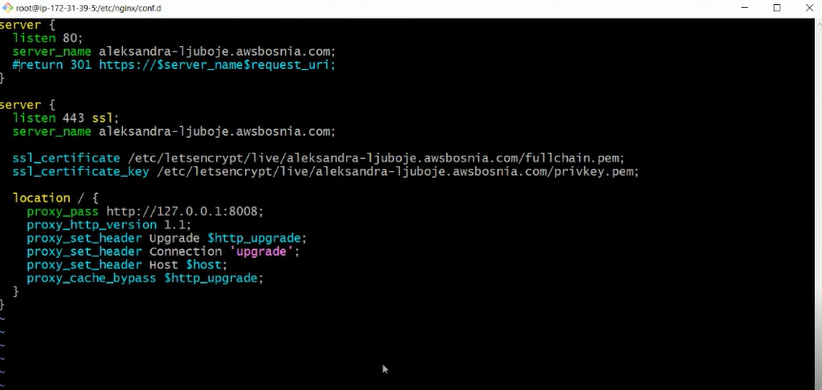 root@ip-172-31-39-5:/etc/nginx/conf.d
server {
  listen 80;
  server_name aleksandra-ljuboje.awsbosnia.com;
  #return 301 https://$server_name$request_uri;
}
server {
  listen 443 ssl;
  server_name aleksandra-ljuboje.awsbosnia.com;
  ssl_certificate /etc/letsencrypt/live/aleksandra-ljuboje.awsbosnia.com/fullchain.pem;
  ssl_certificate_key /etc/letsencrypt/live/aleksandra-ljuboje.awsbosnia.com/privkey.pem;
  location / {
    proxy_pass http://127.0.0.1:8008;
    proxy_http_version 1.1;
    proxy_set_header Upgrade $http_upgrade;
    proxy_set_header Connection 'upgrade';
    proxy_set_header Host $host;
    proxy_cache_bypass $http_upgrade;
  }
}
~
~
~
~
~
~